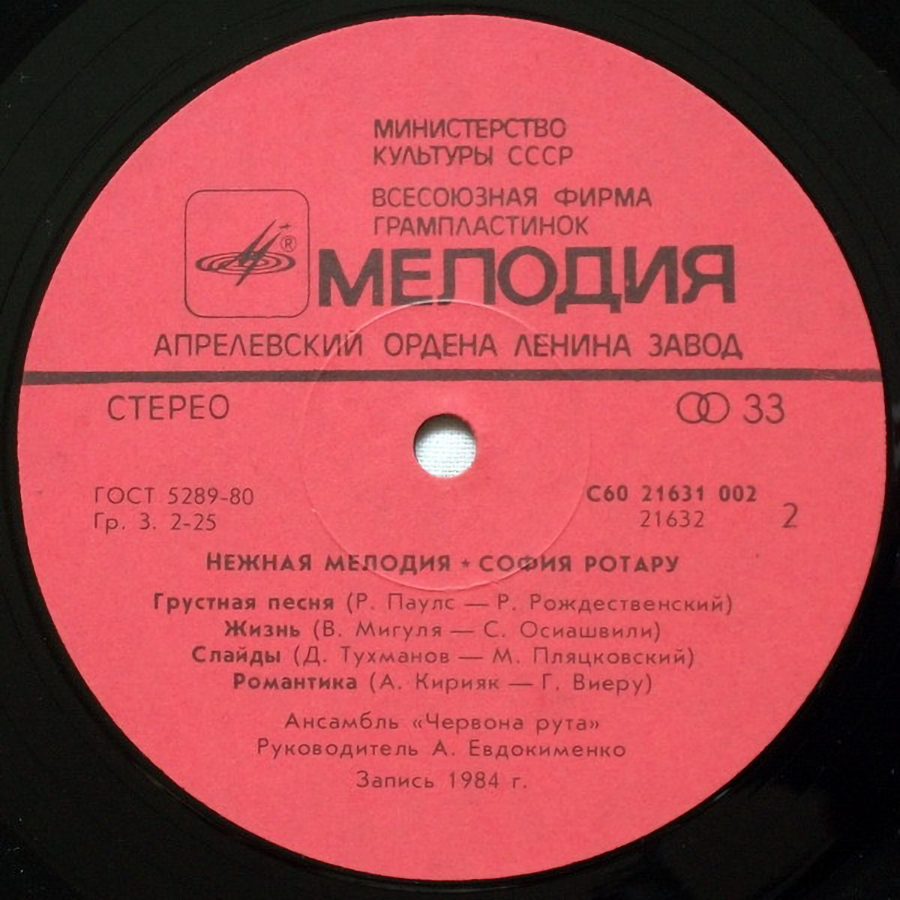 МИНИСТЕРСТВО
КУЛЬТУРЫ СССР
ВСЕСОЮЗНАЯ ФИРМА
ГРАМПЛАСТИНОК
®
МЕЛОДИЯ
АПРЕЛЕВСКИЙ ОРДЕНА ЛЕНИНА ЗАВОД
СТЕРЕО 33
ГОСТ 5289-80 С60 21631 002
Гр. 3. 2-25 21632 2
НЕЖНАЯ МЕЛОДИЯ * СОФИЯ РОТАРУ
Грустная песня (Р. Паулс — Р. Рождественский)
Жизнь (В. Мигуля — С. Осиашвили)
Слайды (Д. Тухманов — М. Пляцковский)
Романтика (А. Кирияк — Г. Виеру)
Ансамбль «Червона рута»
Руководитель А. Евдокименко
Запись 1984 г.